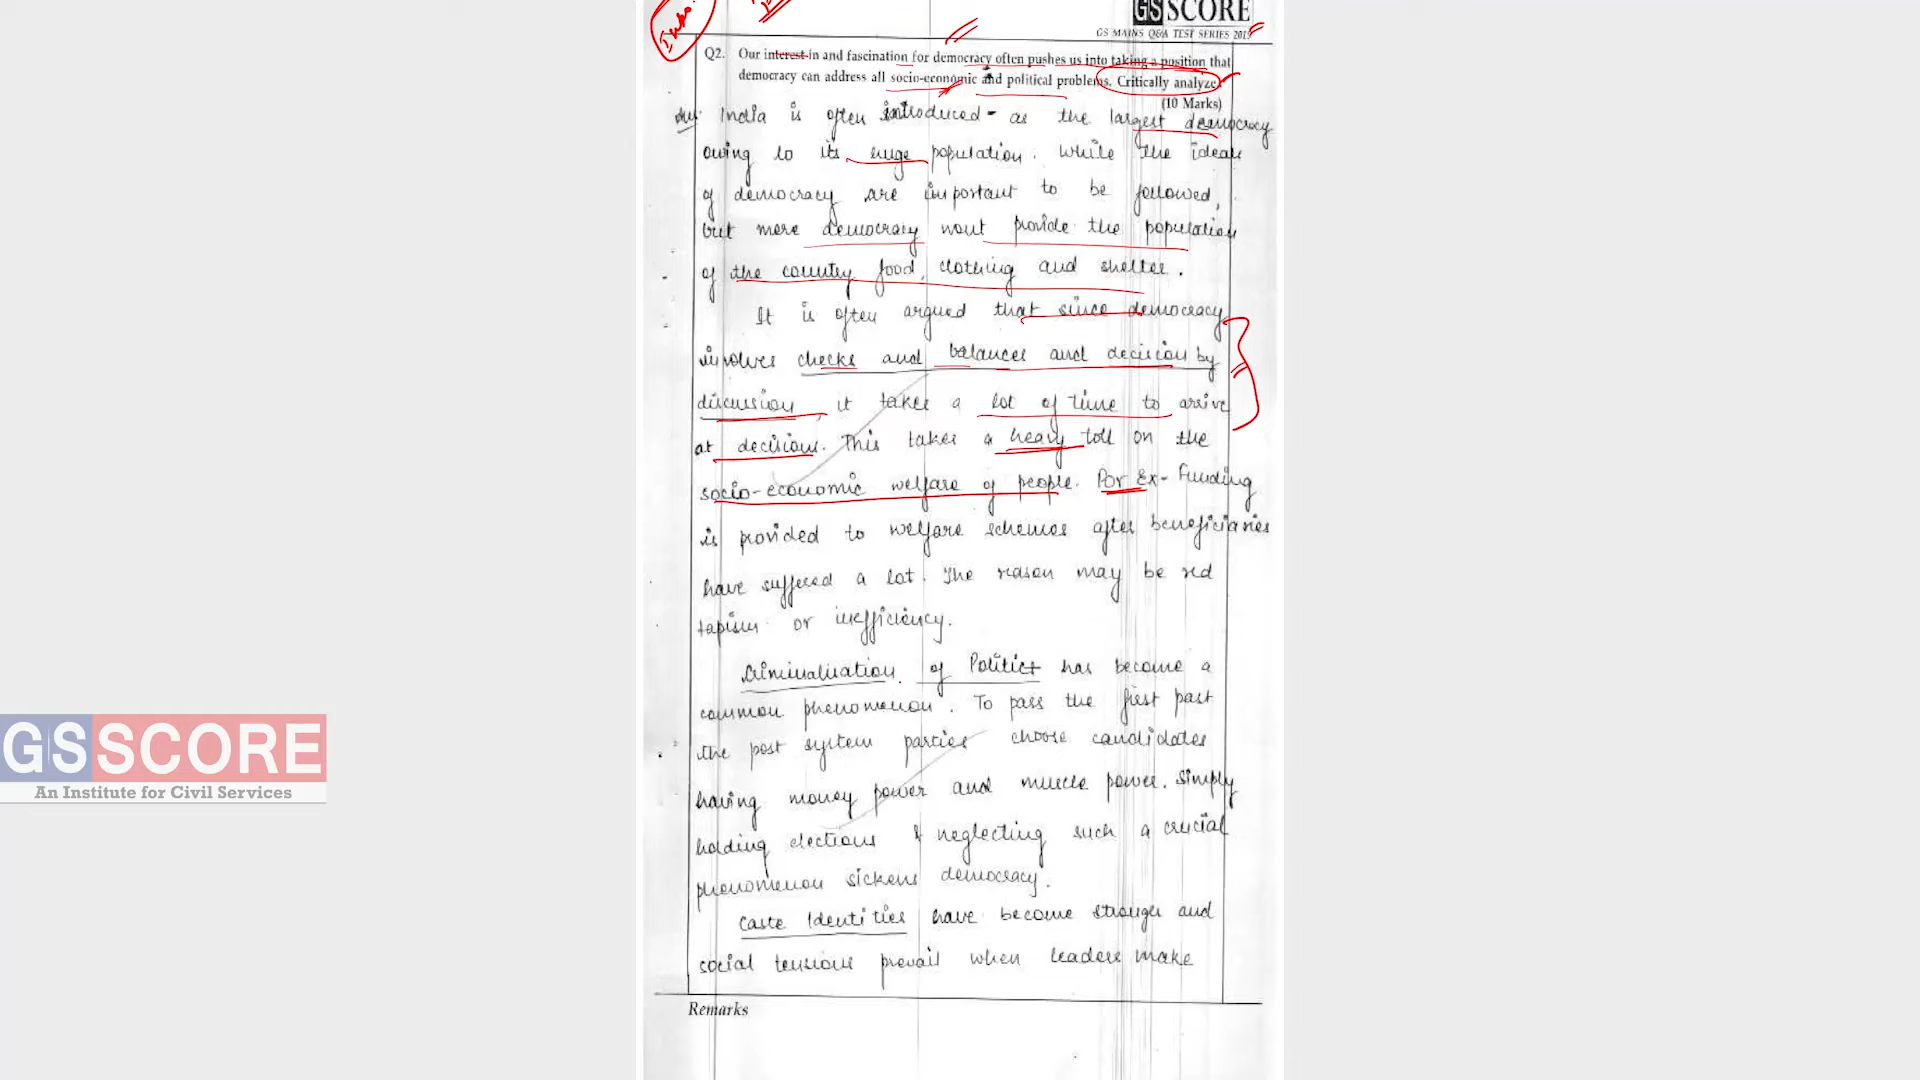 Intro.
GS SCORE
GS MAINS Q&A TEST SERIES 2019
Q2. Our interest in and fascination for democracy often pushes us into taking a position that
democracy can address all socio-economic and political problems. Critically analyze.
(10 Marks)
Ans. India is often introduced as the largest democracy
owing to its huge population. While the ideals
of democracy are important to be followed,
but mere democracy wont provide the population
of the country food, clothing and shelter.
It is often argued that since democracy
involves checks and balances and decision by
discussion, it takes a lot of time to arrive
at decisions. This takes a heavy toll on the
socio-economic welfare of people. For Ex- Funding
is provided to welfare schemes after beneficiaries
have suffered a lot. The reason may be red
tapism or inefficiency.
Criminalisation of Politics has become a
common phenomenon. To pass the first past
the post system parties choose candidates
having money power and muscle power. Simply
holding elections & neglecting such a crucial
phenomenon sickens democracy.
Caste Identities have become stronger and
social tensions prevail when leaders make
Remarks
GS SCORE
An Institute for Civil Services